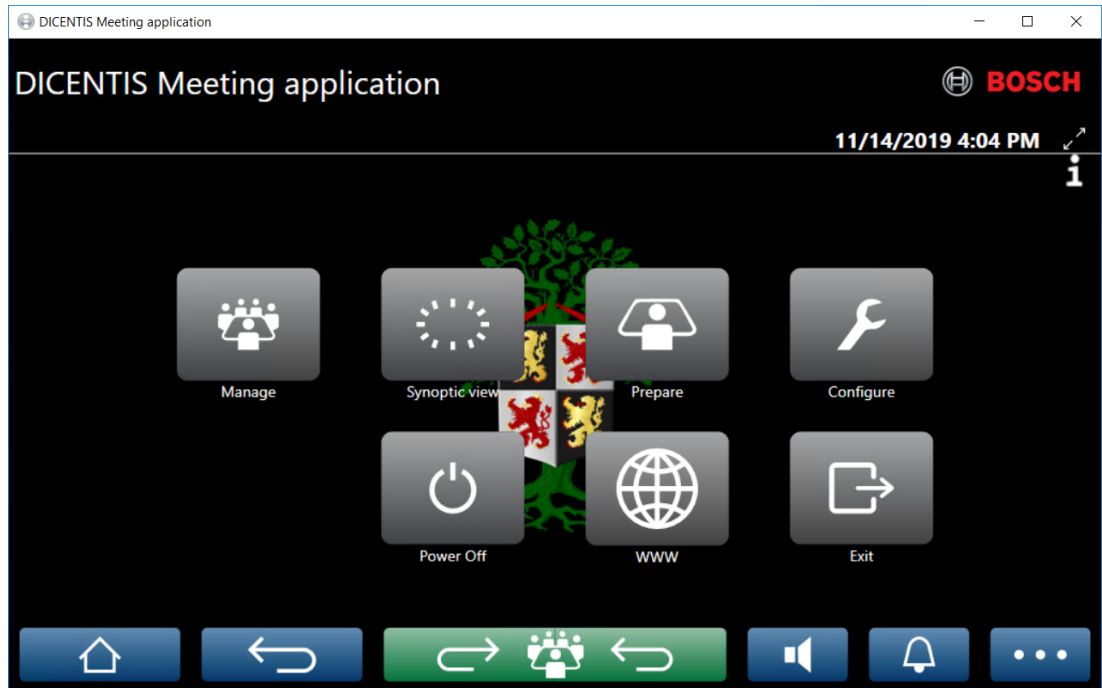 DICENTIS Meeting application
DICENTIS Meeting application
BOSCH
11/14/2019 4:04 PM
Manage
Synoptic view
Prepare
Configure
Power Off
WWW
Exit